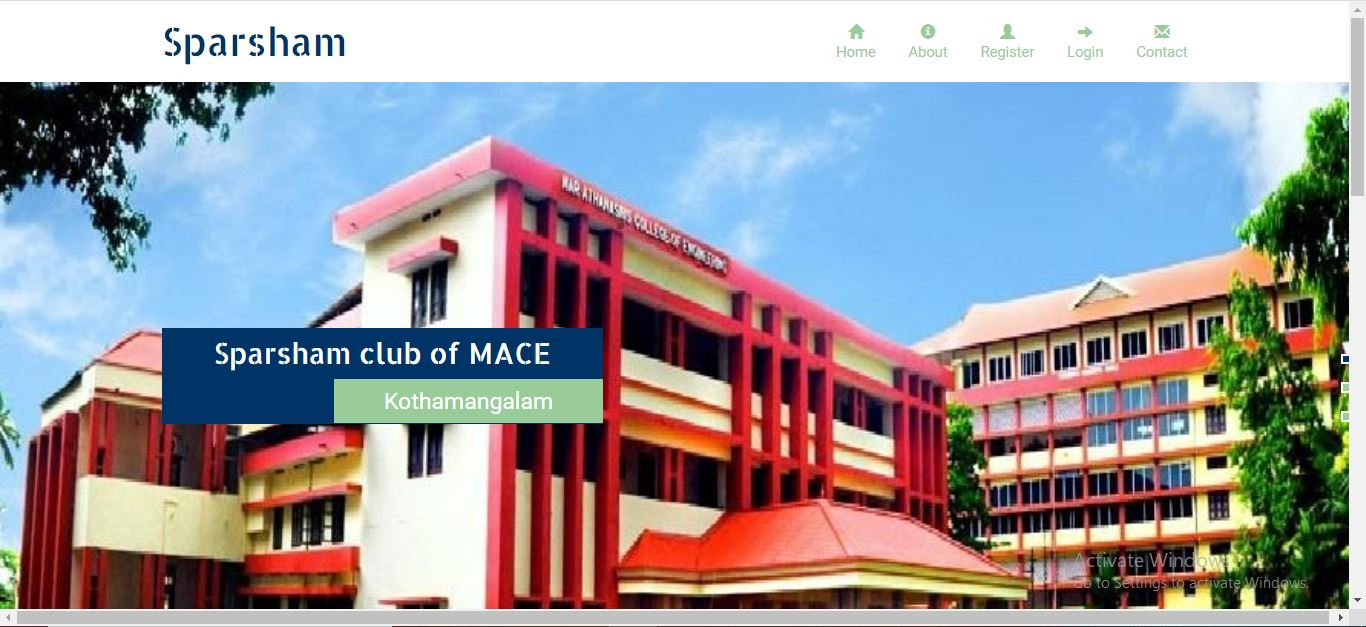 Sparsham
Home About Register Login Contact
MAR ATHANASIUS COLLEGE OF ENGINEERING
Sparsham club of MACE
Kothamangalam
Activate Windows
Go to Settings to activate Windows.